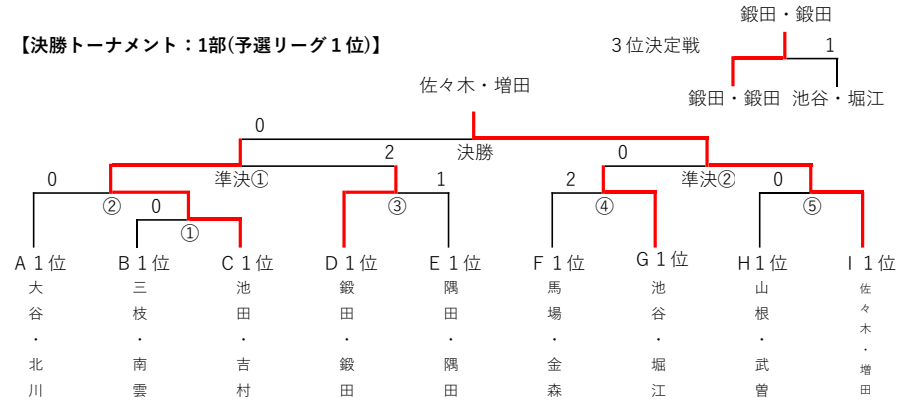 鍛田・鍛田
【決勝トーナメント：1部(予選リーグ１位)】
３位決定戦
1
佐々木・増田
鍛田・鍛田
池谷・堀江
0
決勝
2
0
0
準決①
準決②
②
0
①
③
1
2
④
0
⑤
A１位
B１位
C１位
D１位
E１位
F１位
G１位
H1位
I１位
大谷・北川
三枝・南雲
池田・吉村
鍛田・鍛田
隅田・隅田
馬場・金森
池谷・堀江
山根・武曽
佐々木・増田